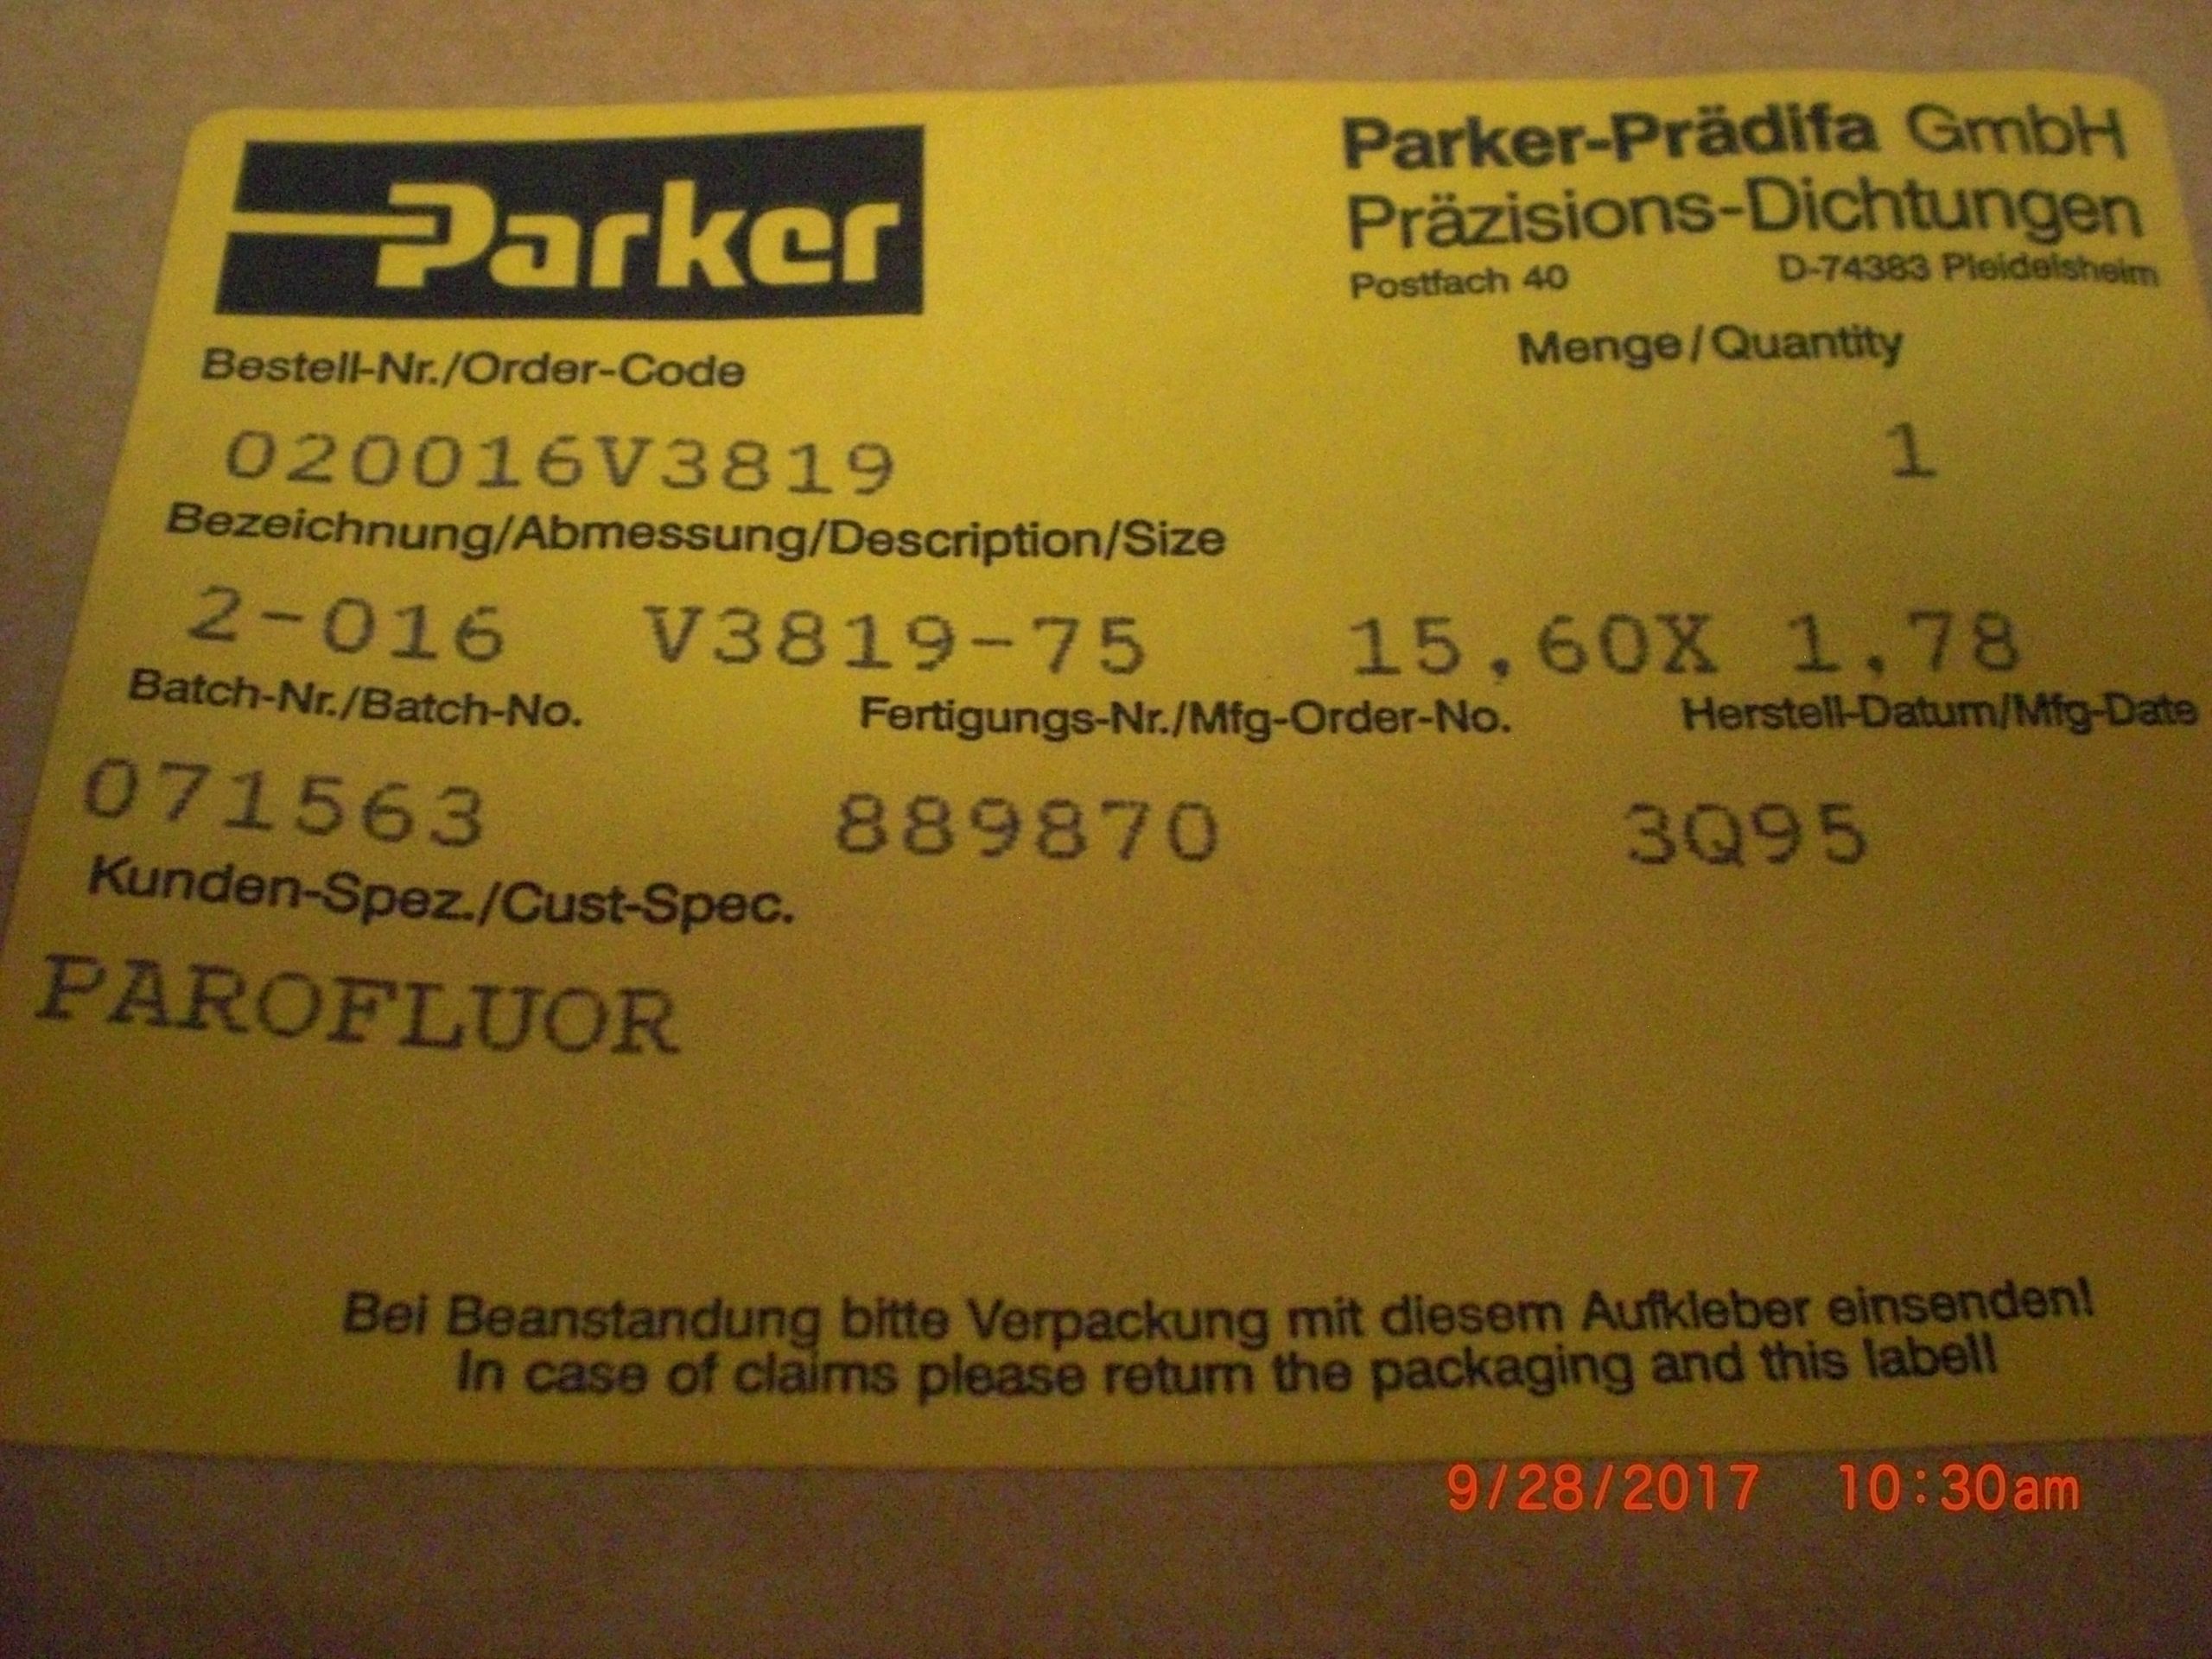 Parker
Parker-Prädifa GmbH
Präzisions-Dichtungen
Postfach 40 D-74383 Pleidelsheim
Bestell-Nr./Order-Code Menge/Quantity
020016V3819 1
Bezeichnung/Abmessung/Description/Size
2-016 V3819-75 15,60X 1,78
Batch-Nr./Batch-No. Fertigungs-Nr./Mfg-Order-No. Herstell-Datum/Mfg-Date
071563 889870 3Q95
Kunden-Spez./Cust-Spec.
PAROFLUOR
Bei Beanstandung bitte Verpackung mit diesem Aufkleber einsenden!
In case of claims please return the packaging and this label!
9/28/2017 10:30am